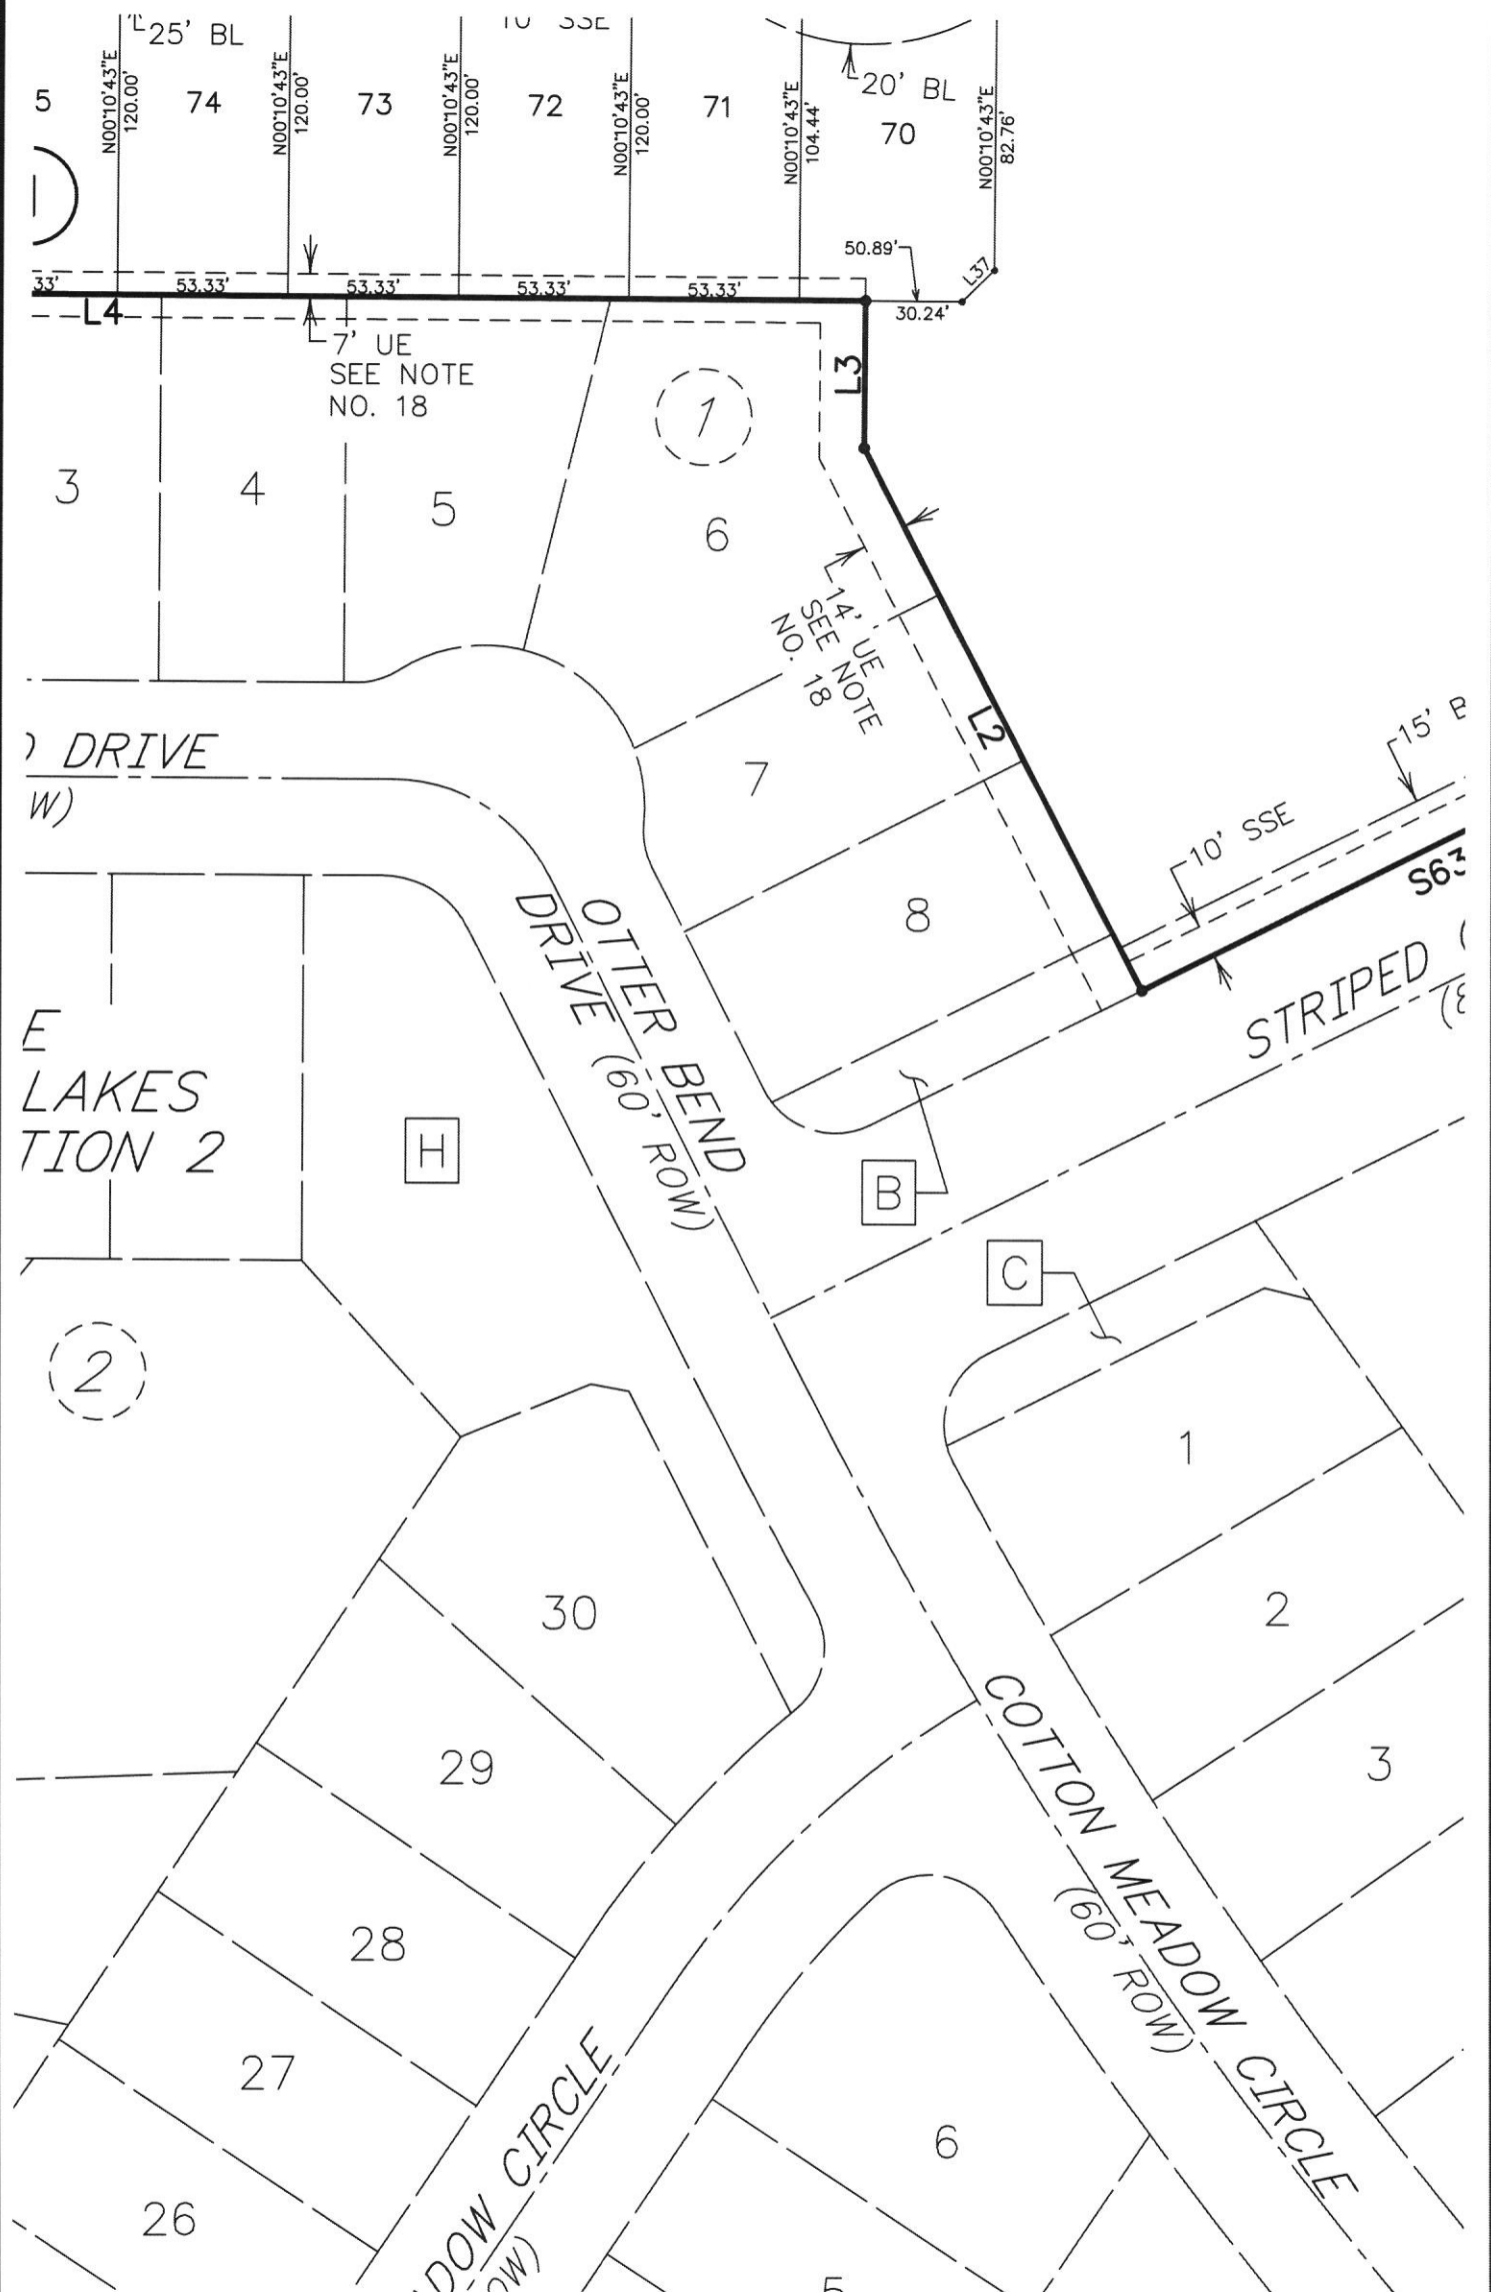 25' BL
10' SSE
20' BL
5
74
73
72
71
70
N00°10'43"E
120.00'
N00°10'43"E
120.00'
N00°10'43"E
120.00'
N00°10'43"E
120.00'
N00°10'43"E
104.44'
N00°10'43"E
82.76'
50.89'
L37
30.24'
33'
53.33'
53.33'
53.33'
53.33'
L4
7' UE
SEE NOTE
NO. 18
1
L3
3
4
5
6
14' UE
SEE NOTE
NO. 18
L2
DRIVE
W)
7
15' B
10' SSE
S63
8
OTTER BEND
DRIVE (60' ROW)
STRIPED
(8
E
LAKES
TION 2
H
B
C
2
1
30
2
29
COTTON MEADOW CIRCLE
(60' ROW)
3
28
27
6
26
ADOW CIRCLE
OW)
5